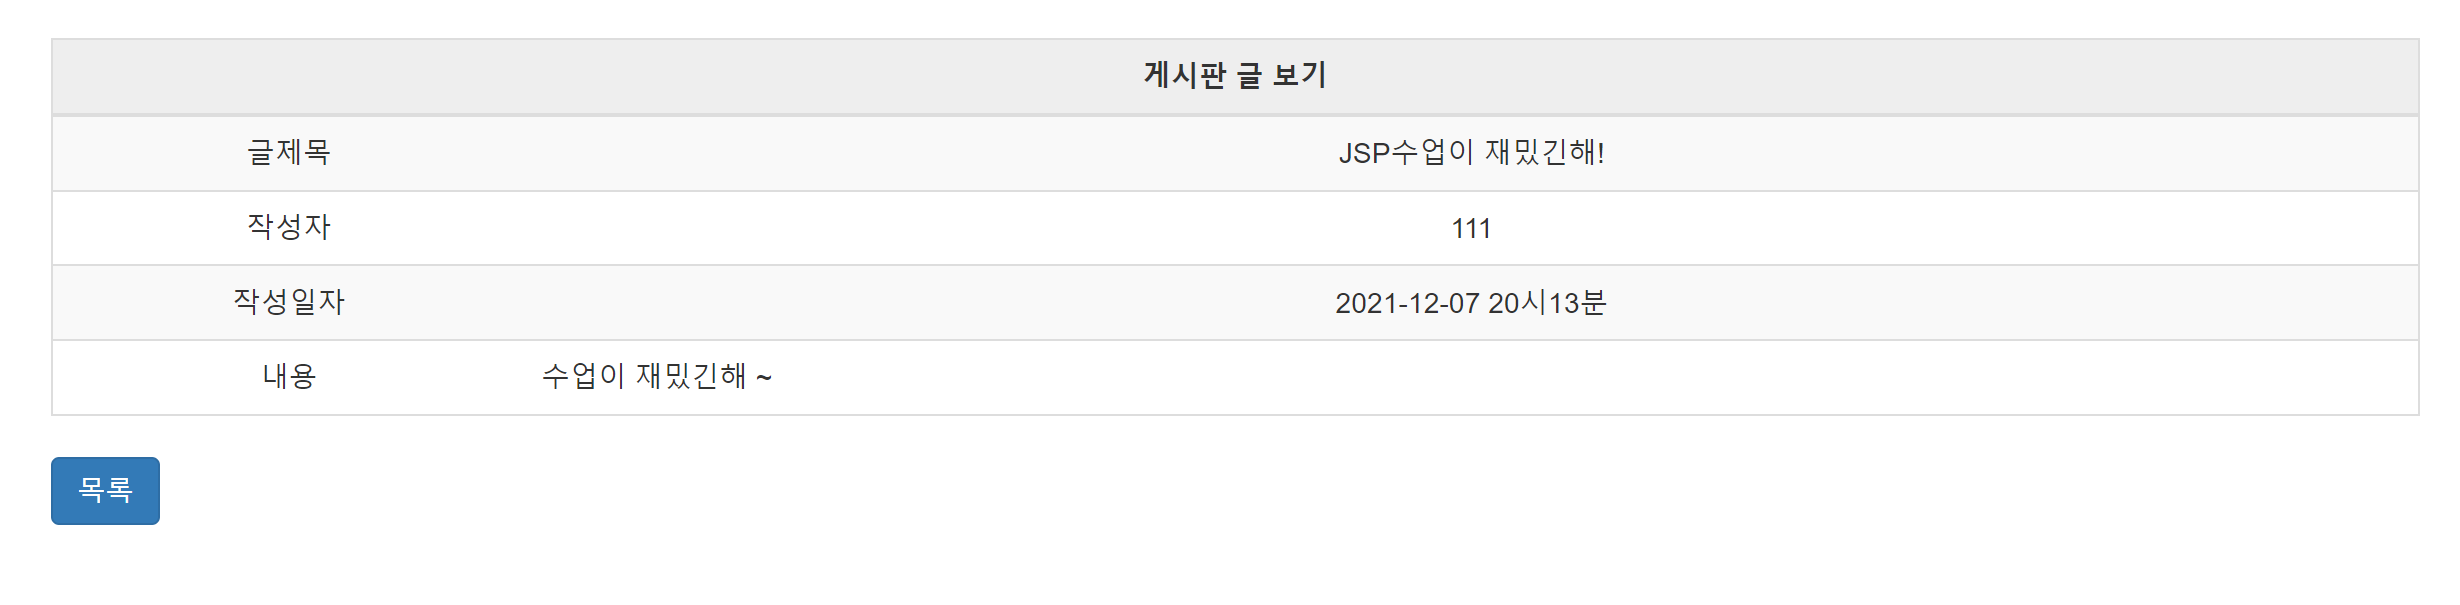 게시판 글 보기
글제목 JSP수업이 재밌긴해!
작성자 111
작성일자 2021-12-07 20시13분
내용 수업이 재밌긴해 ~
목록